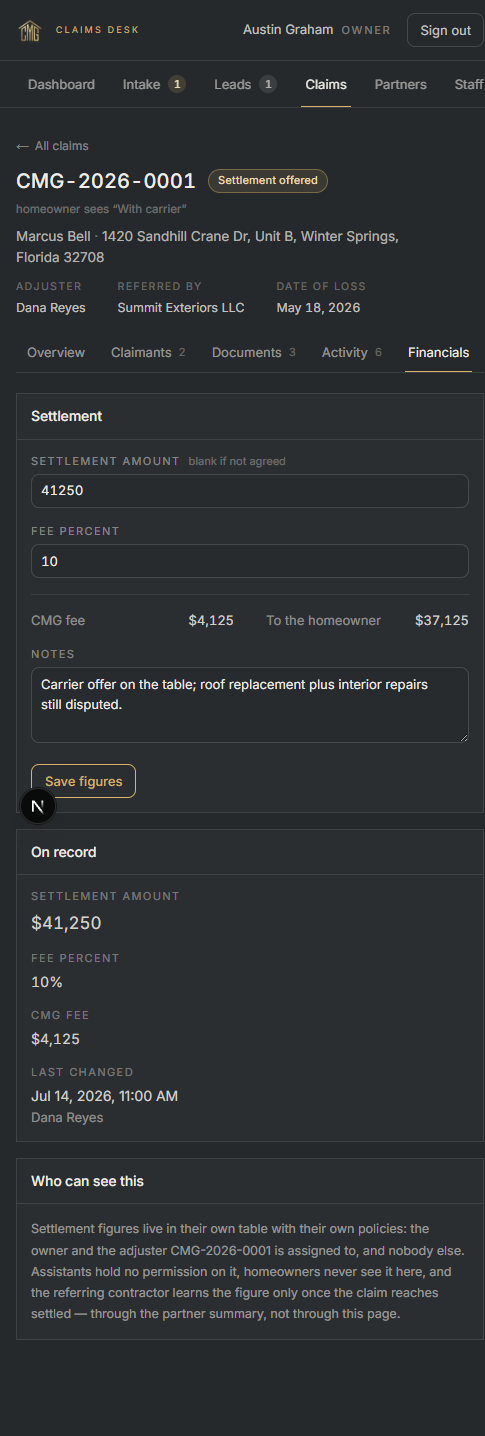 CMG CLAIMS DESK
Austin Graham OWNER
Sign out
Dashboard Intake 1 Leads 1 Claims Partners Staff
← All claims
CMG-2026-0001 Settlement offered
homeowner sees “With carrier”
Marcus Bell · 1420 Sandhill Crane Dr, Unit B, Winter Springs,
Florida 32708
ADJUSTER REFERRED BY DATE OF LOSS
Dana Reyes Summit Exteriors LLC May 18, 2026
Overview Claimants 2 Documents 3 Activity 6 Financials
Settlement
SETTLEMENT AMOUNT blank if not agreed
41250
FEE PERCENT
10
CMG fee $4,125 To the homeowner $37,125
NOTES
Carrier offer on the table; roof replacement plus interior repairs
still disputed.
Save figures
N
On record
SETTLEMENT AMOUNT
$41,250
FEE PERCENT
10%
CMG FEE
$4,125
LAST CHANGED
Jul 14, 2026, 11:00 AM
Dana Reyes
Who can see this
Settlement figures live in their own table with their own policies: the
owner and the adjuster CMG-2026-0001 is assigned to, and nobody else.
Assistants hold no permission on it, homeowners never see it here, and
the referring contractor learns the figure only once the claim reaches
settled — through the partner summary, not through this page.